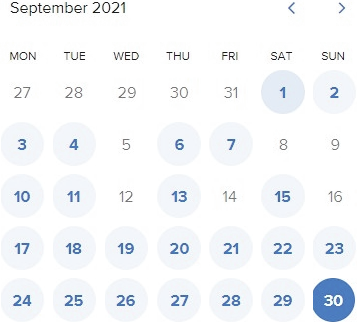 September 2021
MON TUE WED THU FRI SAT SUN
27 28 29 30 31 1 2
3 4 5 6 7 8 9
10 11 12 13 14 15 16
17 18 19 20 21 22 23
24 25 26 27 28 29 30